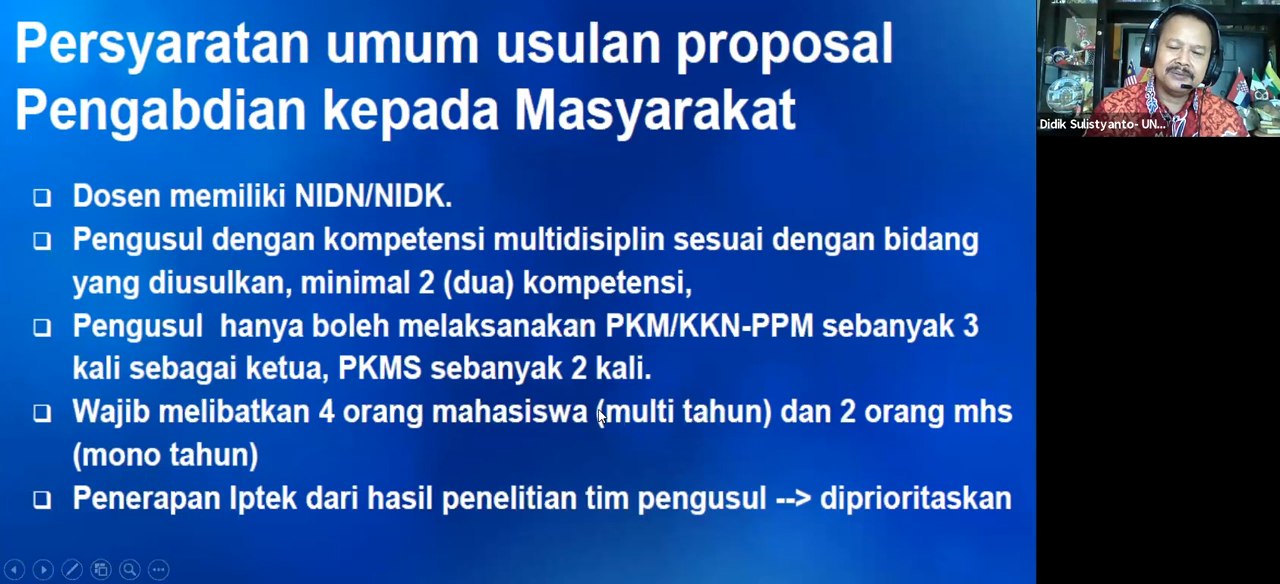 Persyaratan umum usulan proposal
Pengabdian kepada Masyarakat
Dosen memiliki NIDN/NIDK.
Pengusul dengan kompetensi multidisiplin sesuai dengan bidang
yang diusulkan, minimal 2 (dua) kompetensi,
Pengusul hanya boleh melaksanakan PKM/KKN-PPM sebanyak 3
kali sebagai ketua, PKMS sebanyak 2 kali.
Wajib melibatkan 4 orang mahasiswa (multi tahun) dan 2 orang mhs
(mono tahun)
Penerapan Iptek dari hasil penelitian tim pengusul --> diprioritaskan
Didik Sulistyanto- UN...